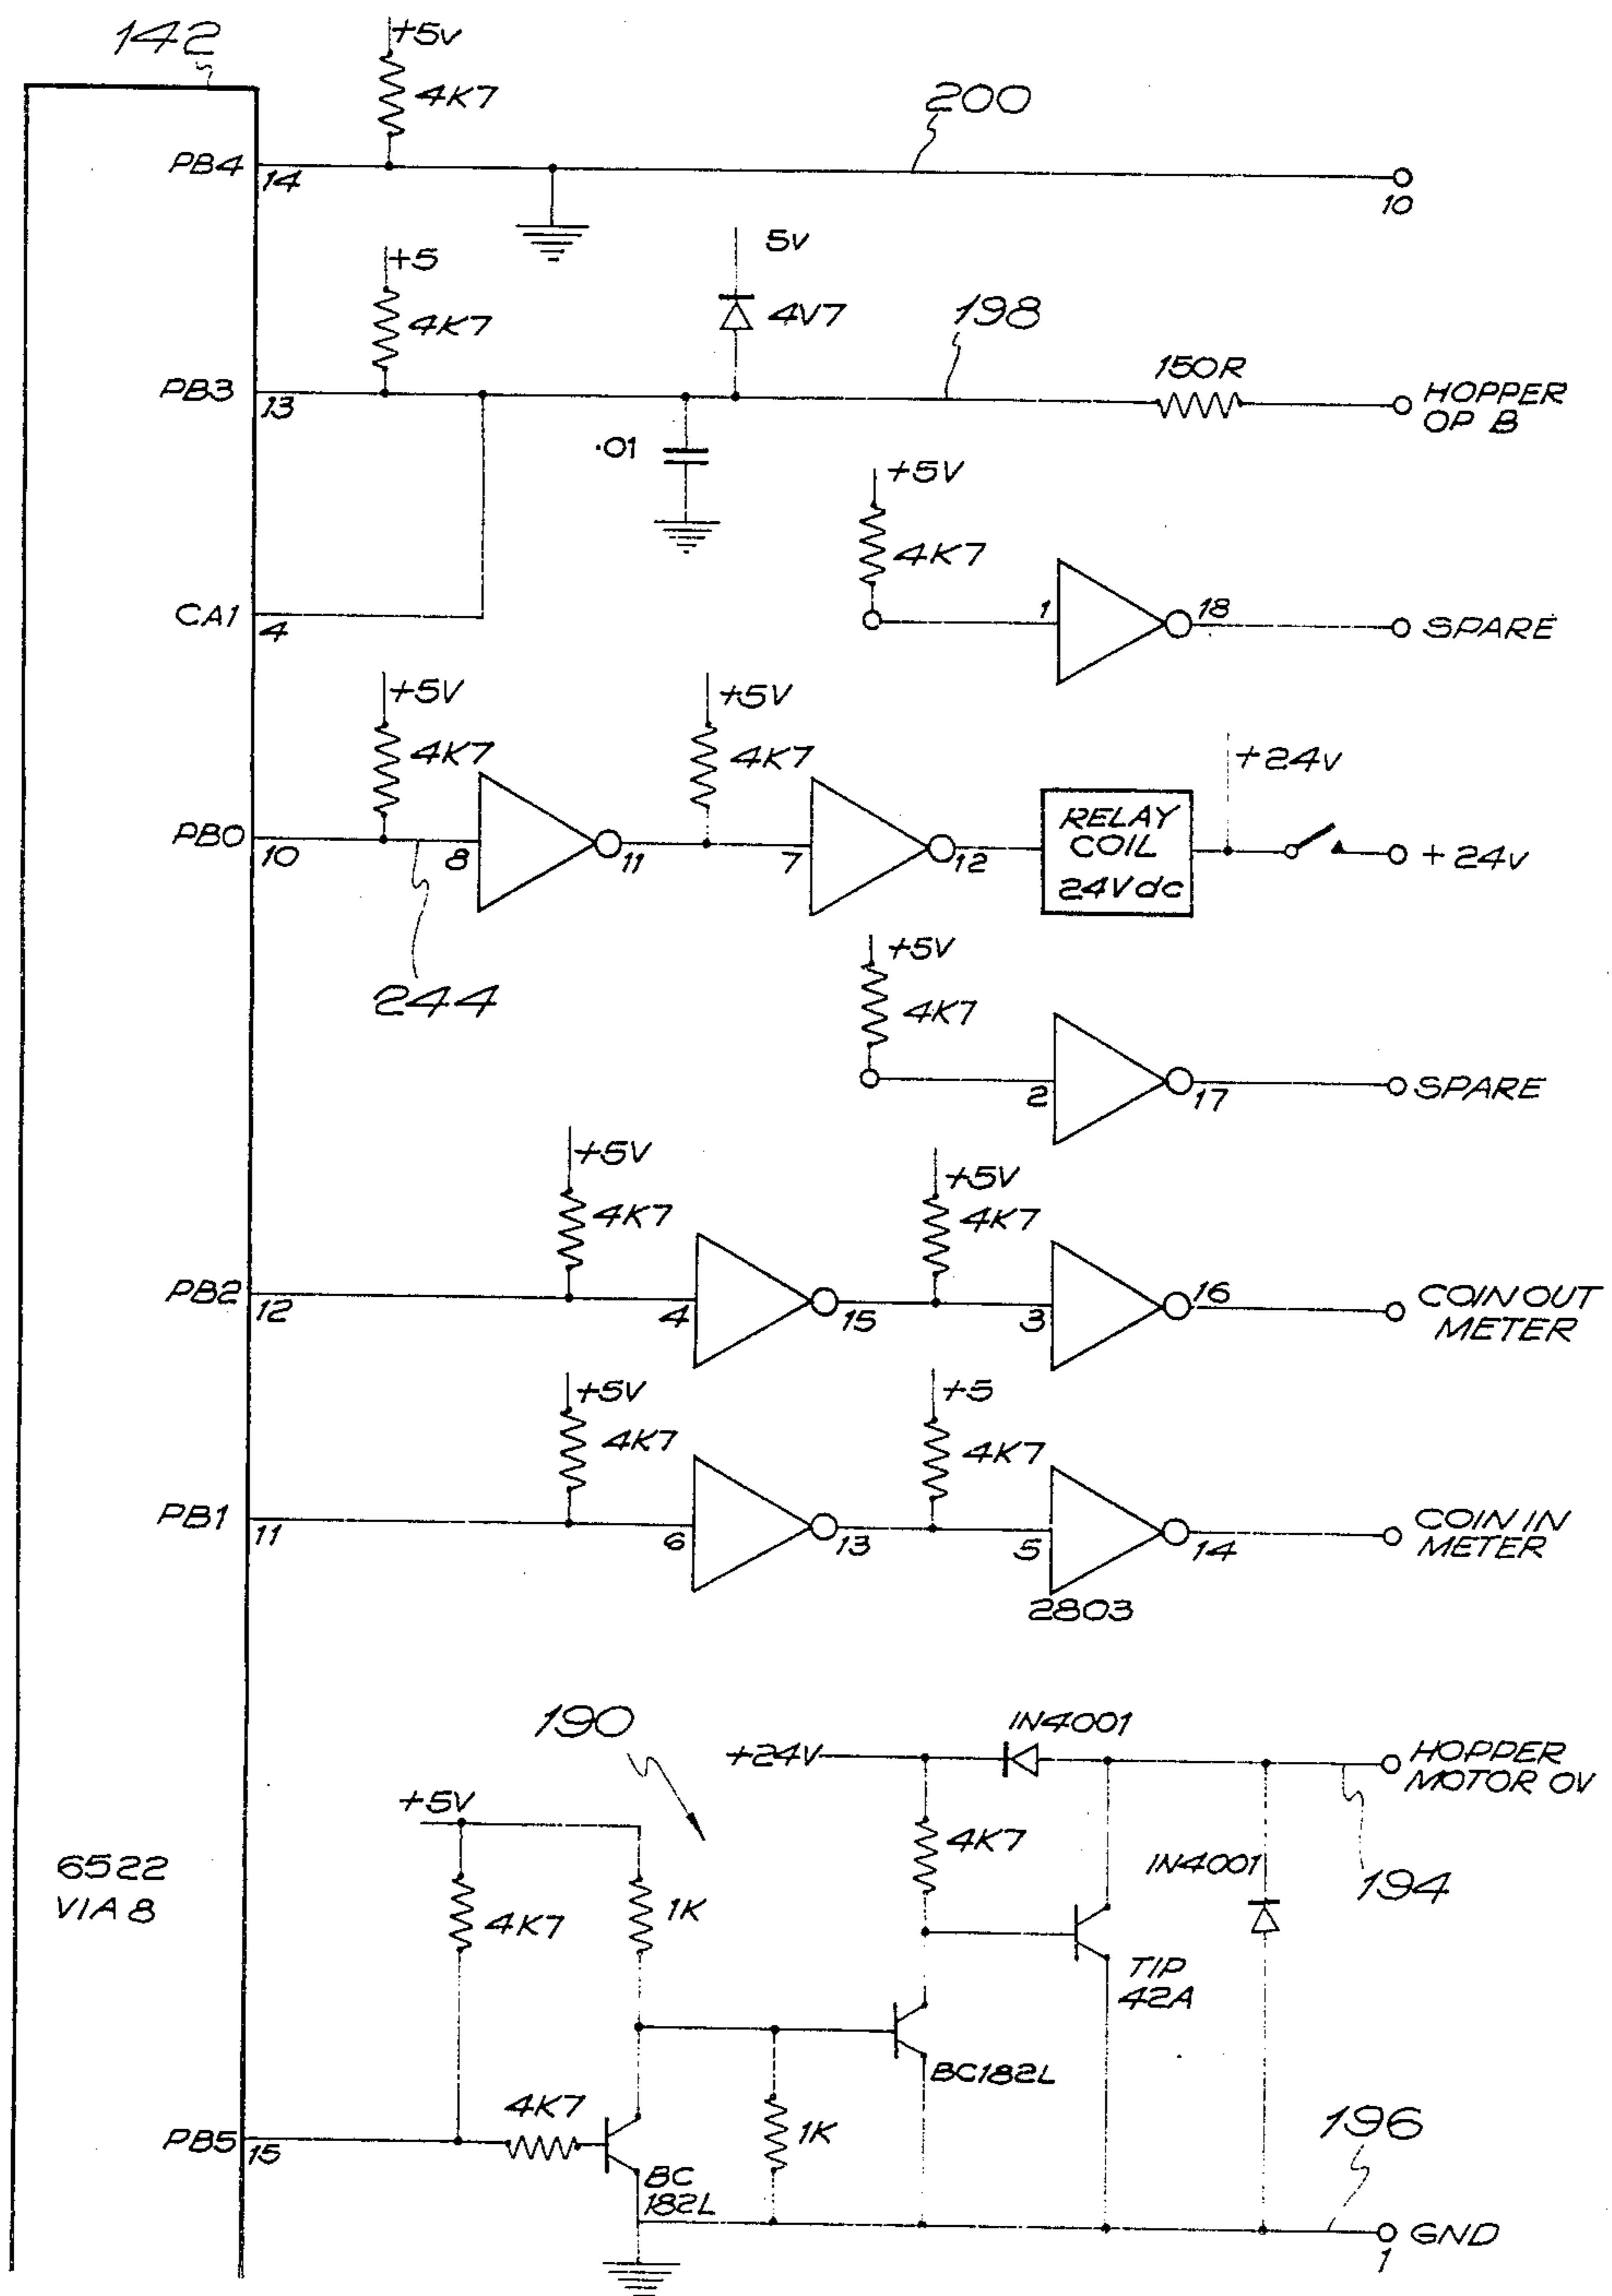 142
+5v
4K7
200
PB4
14
10
+5
4K7
5v
4V7
198
150R
PB3
13
HOPPER
OP B
.01
+5V
4K7
CA1
4
1
18
SPARE
+5V
4K7
+5V
4K7
+24v
PB0
10
8
11
7
12
RELAY
COIL
24Vdc
+24v
244
+5V
4K7
2
17
SPARE
+5V
4K7
+5V
4K7
PB2
12
4
15
3
16
COIN OUT
METER
+5V
4K7
+5
4K7
PB1
11
6
13
5
14
COIN IN
METER
2803
190
IN4001
+24V
HOPPER
MOTOR OV
+5V
4K7
IN4001
194
6522
VIA 8
4K7
1K
TIP
42A
BC182L
4K7
1K
196
PB5
15
BC
182L
GND
1